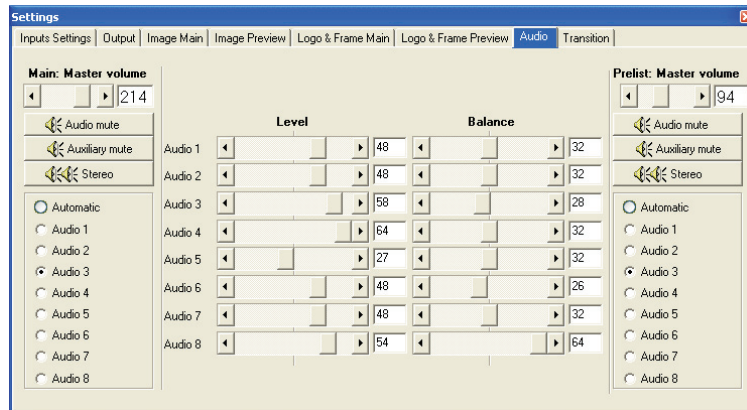 Settings
Inputs Settings Output Image Main Image Preview Logo & Frame Main Logo & Frame Preview Audio Transition
Main: Master volume
214
Audio mute
Auxiliary mute
Stereo
Automatic
Audio 1
Audio 2
Audio 3
Audio 4
Audio 5
Audio 6
Audio 7
Audio 8
Level Balance
Audio 1 48 32
Audio 2 48 32
Audio 3 58 28
Audio 4 64 32
Audio 5 27 32
Audio 6 48 26
Audio 7 48 32
Audio 8 54 64
Prelist: Master volume
94
Audio mute
Auxiliary mute
Stereo
Automatic
Audio 1
Audio 2
Audio 3
Audio 4
Audio 5
Audio 6
Audio 7
Audio 8